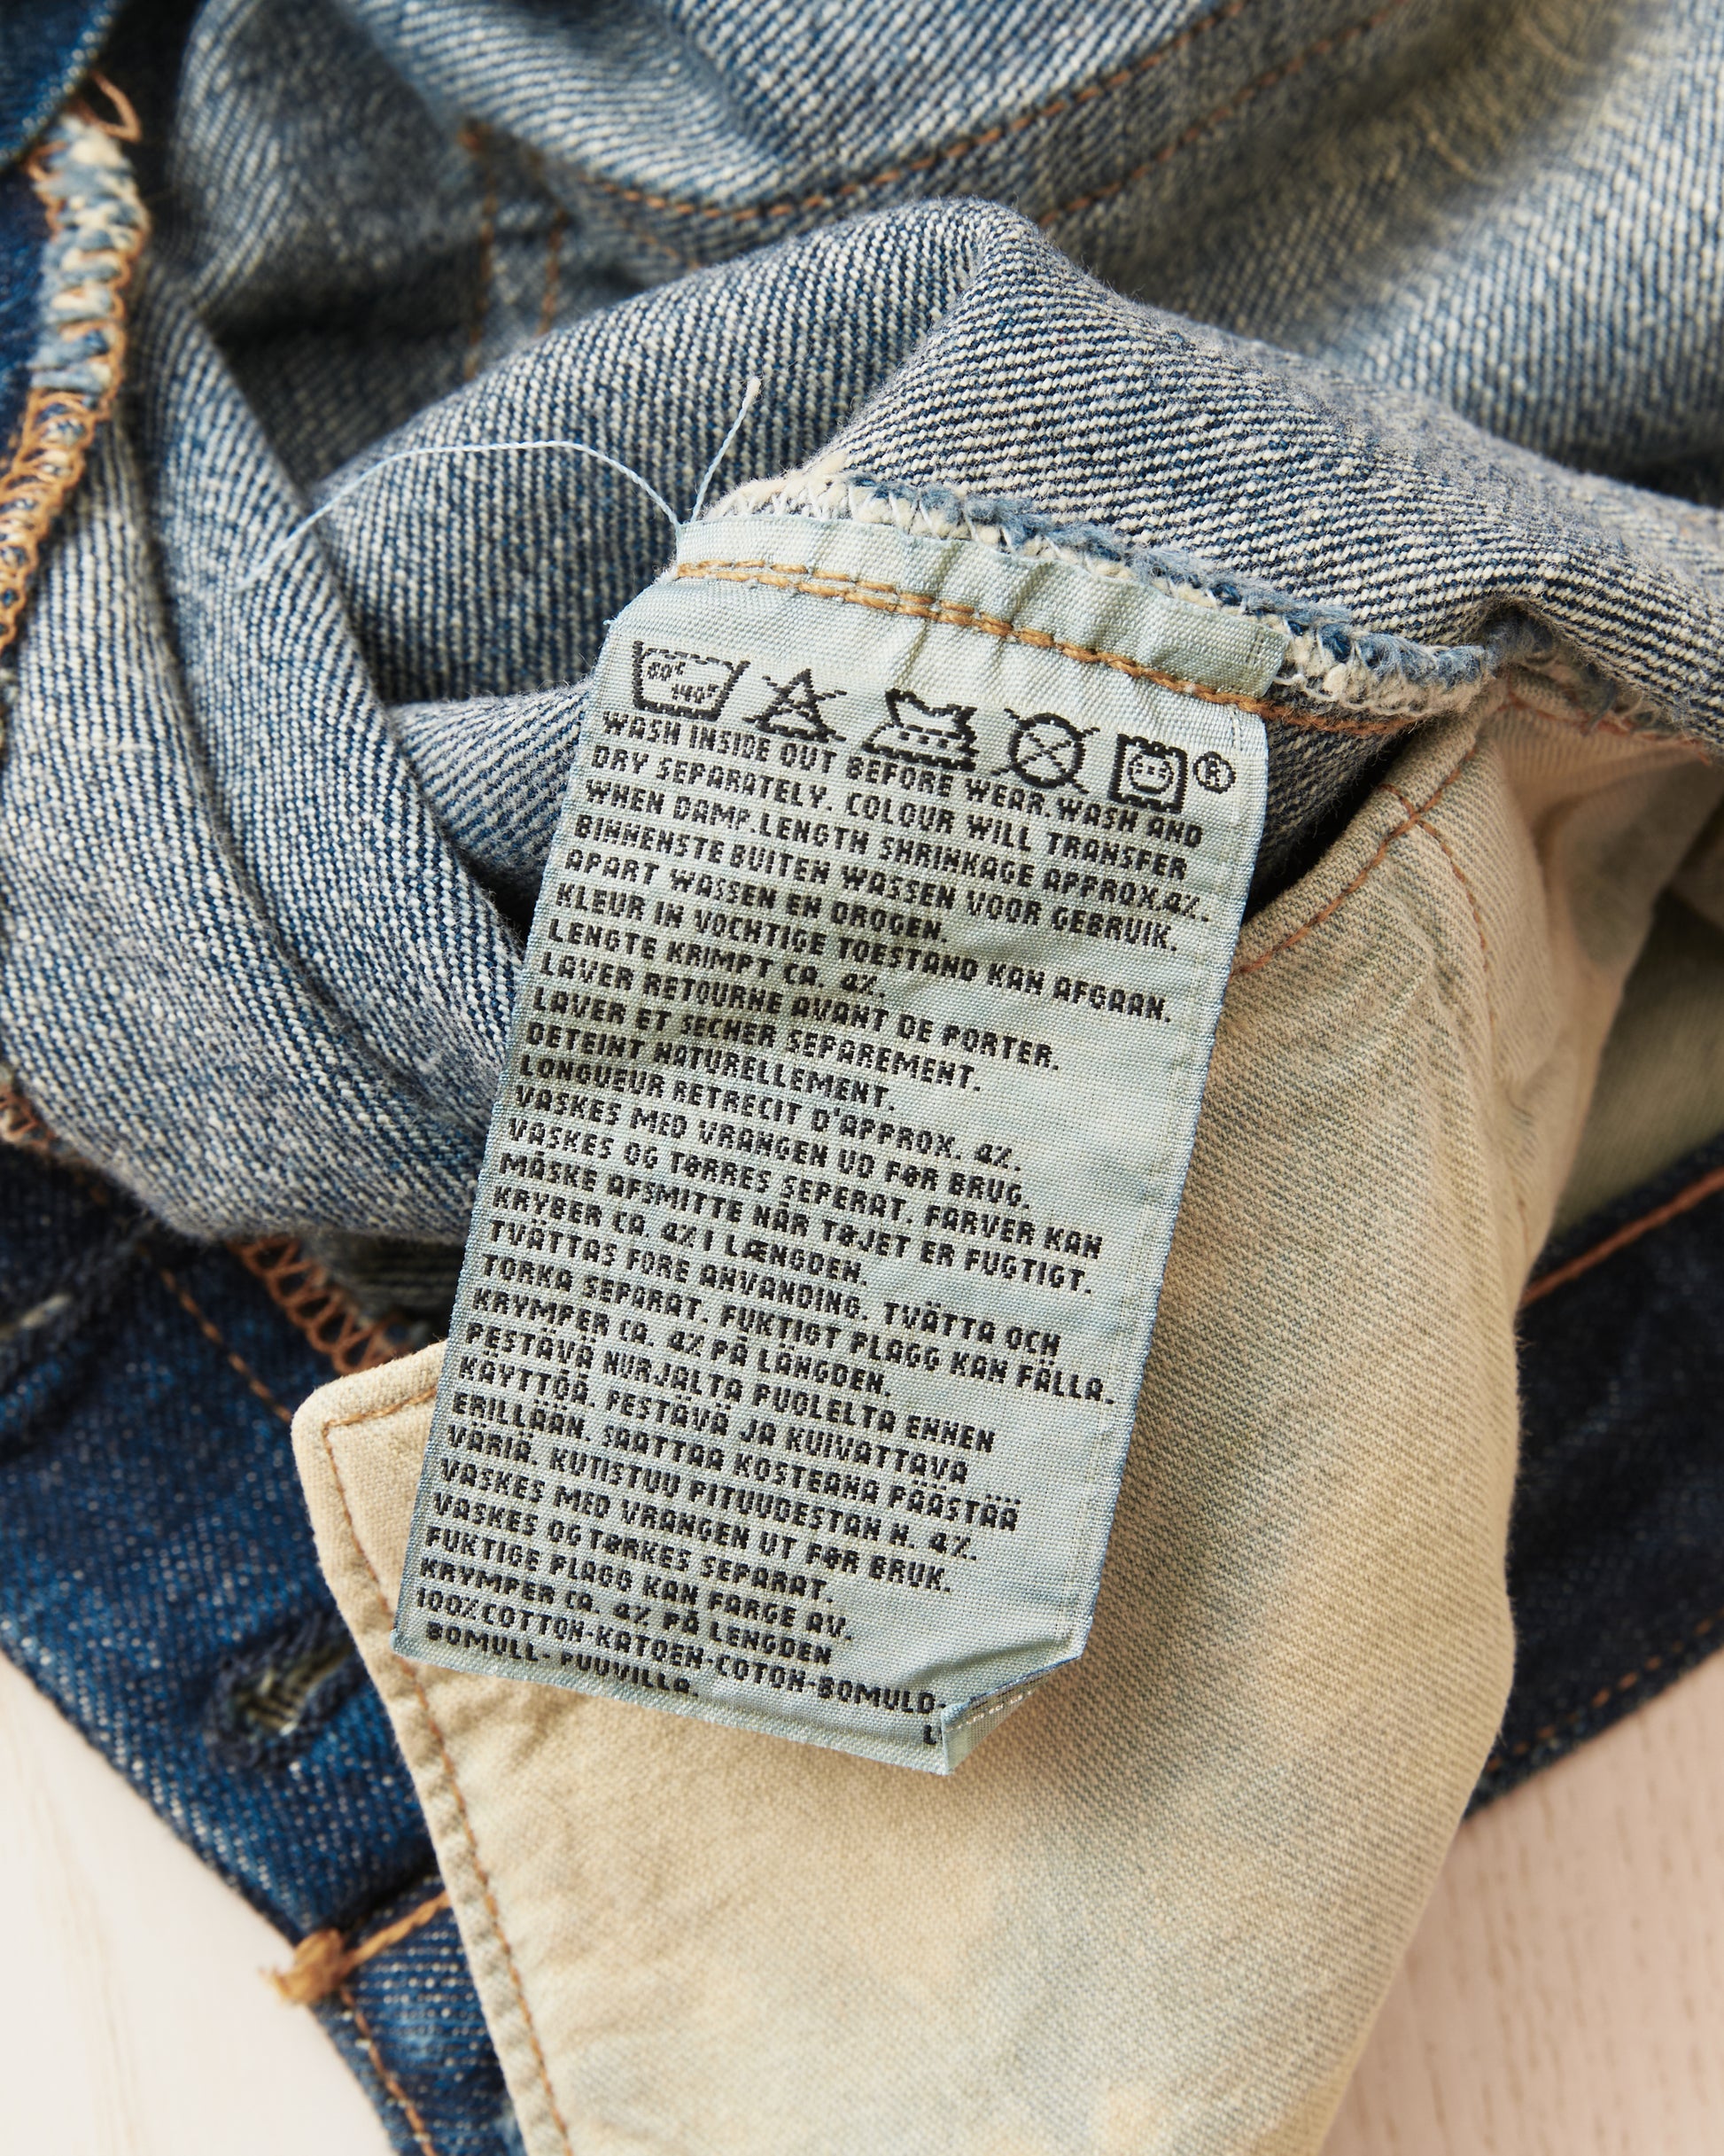 60°C
140°F
®
WASH INSIDE OUT BEFORE WEAR.WASH AND
DRY SEPARATELY. COLOUR WILL TRANSFER
WHEN DAMP.LENGTH SHRINKAGE APPROX.4%.
BINNENSTE BUITEN WASSEN VOOR GEBRUIK.
APART WASSEN EN DROGEN.
KLEUR IN VOCHTIGE TOESTAND KAN AFGAAN.
LENGTE KRIMPT CA. 4%.
LAVER RETOURNE AVANT DE PORTER.
LAVER ET SECHER SEPAREMENT.
DETEINT NATURELLEMENT.
LONGUEUR RETRECIT D'APPROX. 4%.
VASKES MED VRANGEN UD FØR BRUG.
VASKES OG TØRRES SEPERAT. FARVER KAN
MÅSKE AFSMITTE NÅR TØJET ER FUGTIGT.
KRYBER CA. 4% I LÆNGDEN.
TVÄTTAS FORE ANVANDING. TVÄTTA OCH
TORKA SEPARAT. FUKTIGT PLAGG KAN FÄLLA.
KRYMPER CA. 4% PÅ LÄNGDEN.
PESTÄVÄ NURJALTA PUOLELTA ENNEN
KÄYTTÖÄ. PESTÄVÄ JA KUIVATTAVA
ERILLÄÄN. SAATTAA KOSTEANA PÄÄSTÄÄ
VÄRIÄ. KUTISTUU PITUUDESTAN N. 4%.
VASKES MED VRANGEN UT FØR BRUK.
VASKES OG TØRKES SEPARAT.
FUKTIGE PLAGG KAN FARGE AV.
KRYMPER CA. 4% PÅ LENGDEN
100%COTTON-KATOEN-COTON-BOMULD-
BOMULL- PUUVILLA.